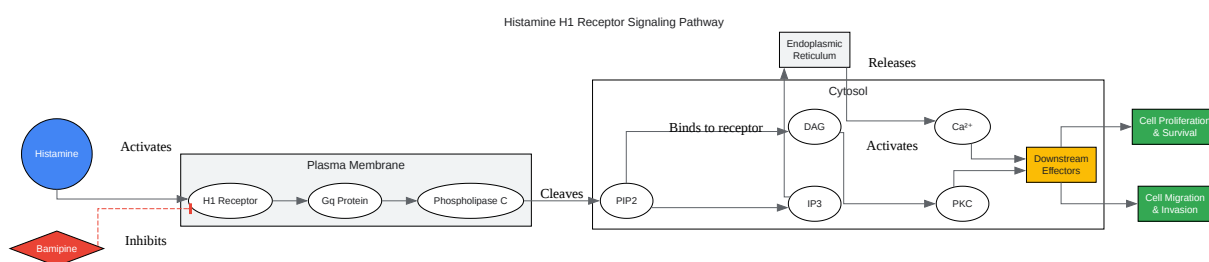 Histamine H1 Receptor Signaling Pathway
Endoplasmic
Reticulum
Releases
Cytosol
Histamine
Activates
Plasma Membrane
H1 Receptor
Gq Protein
Phospholipase C
Cleaves
PIP2
Binds to receptor
DAG
IP3
Activates
Ca²⁺
PKC
Downstream
Effectors
Cell Proliferation
& Survival
Cell Migration
& Invasion
Bamipine
Inhibits